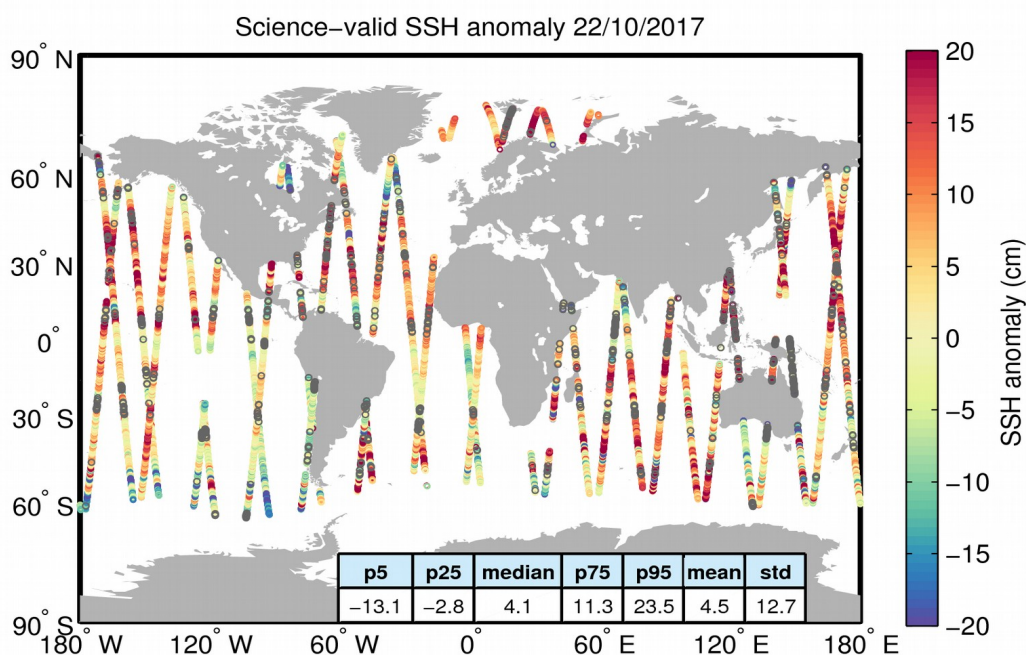 Science−valid SSH anomaly 22/10/2017
90° N
60° N
30° N
0°
30° S
60° S
90° S
180° W
120° W
60° W
0°
60° E
120° E
180° E
p5 p25 median p75 p95 mean std
−13.1 −2.8 4.1 11.3 23.5 4.5 12.7
20
15
10
5
0
−5
−10
−15
−20
SSH anomaly (cm)